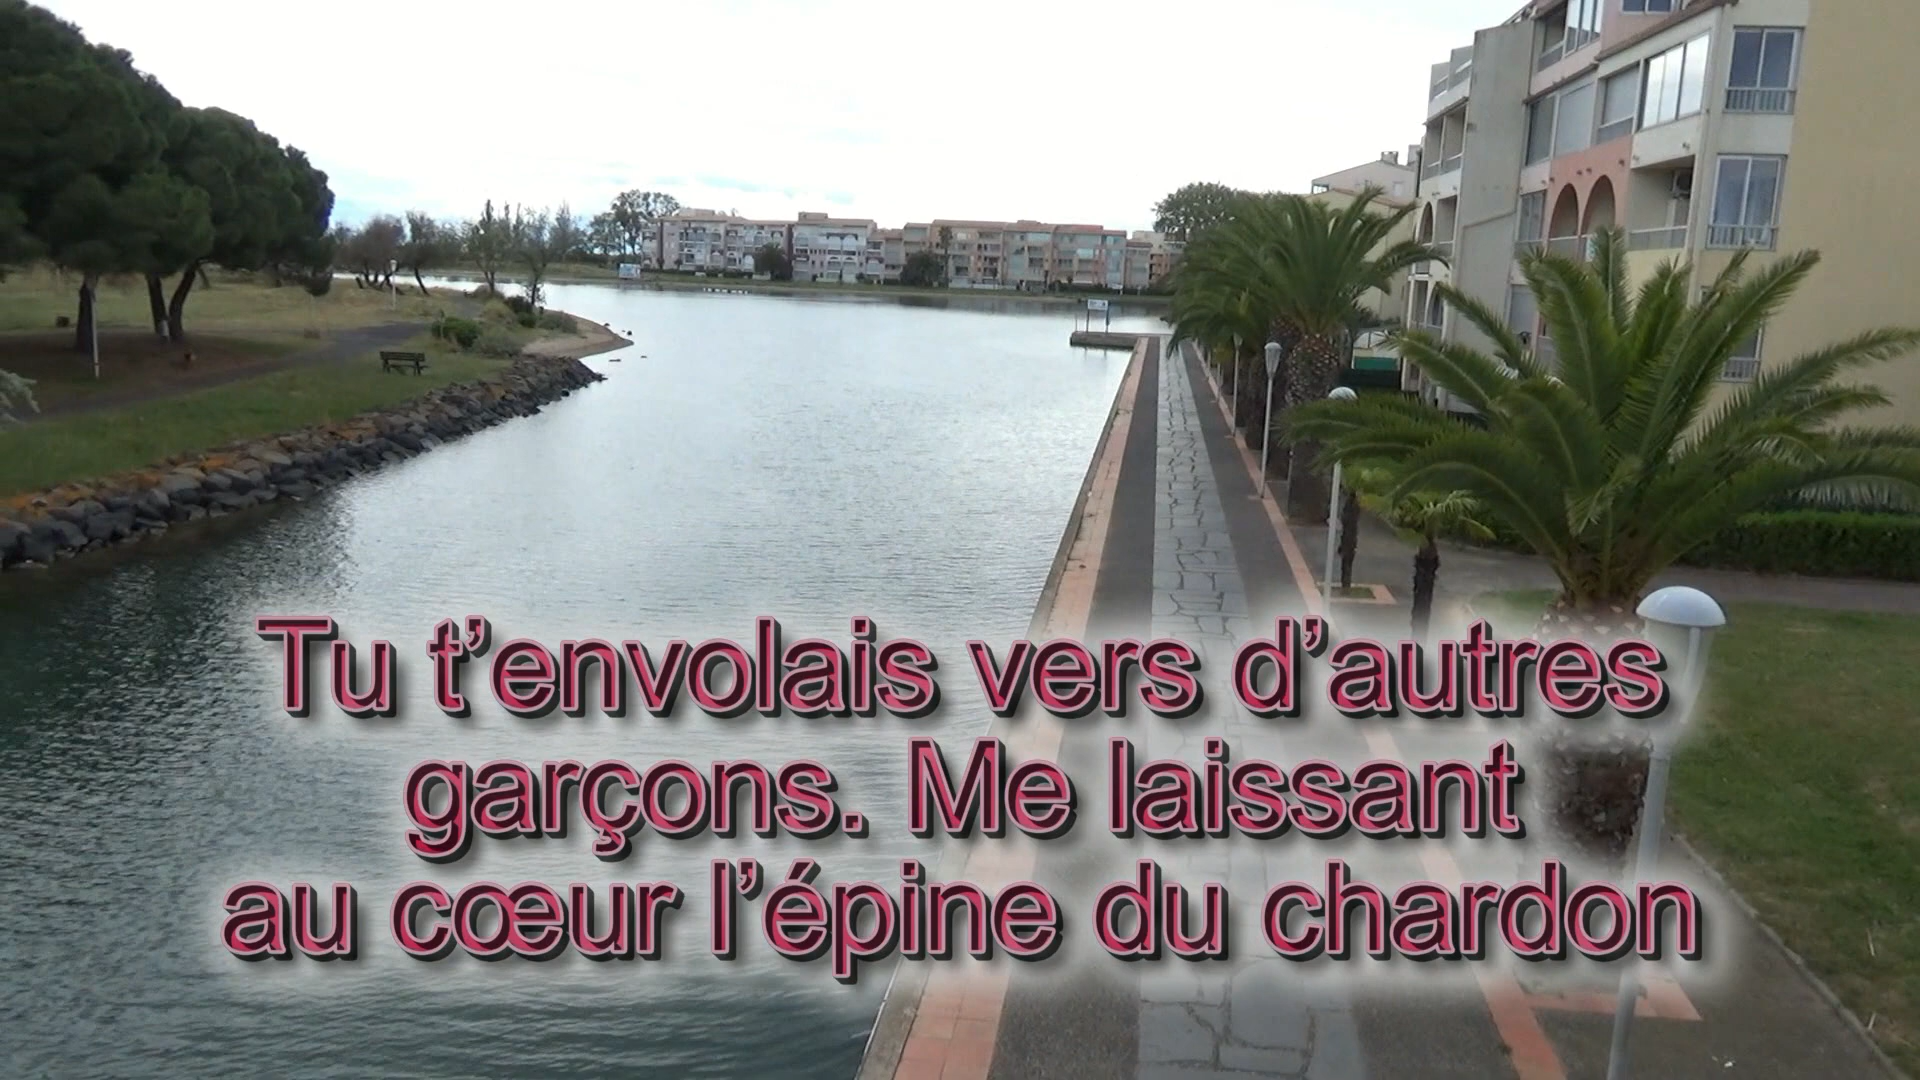 Tu t’envolais vers d’autres
garçons. Me laissant
au cœur l’épine du chardon